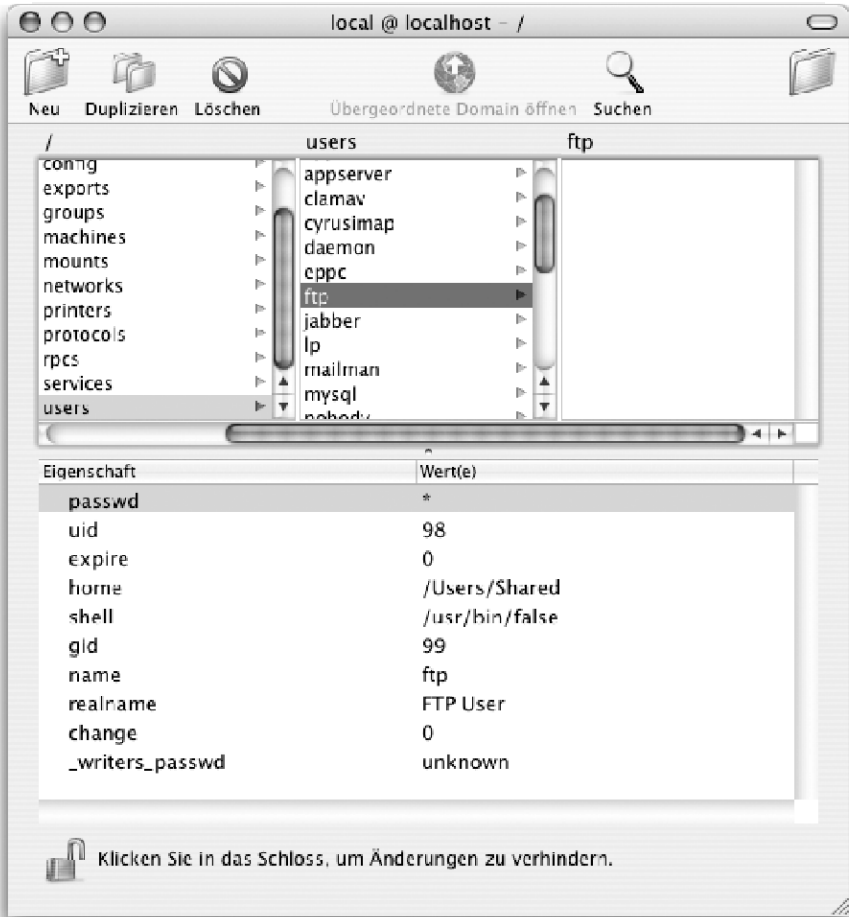 local @ localhost – /
Neu Duplizieren Löschen Übergeordnete Domain öffnen Suchen
/ users ftp
config
exports
groups
machines
mounts
networks
printers
protocols
rpcs
services
users
appserver
clamav
cyrusimap
daemon
eppc
ftp
jabber
lp
mailman
mysql
nobody
Eigenschaft Wert(e)
passwd *
uid 98
expire 0
home /Users/Shared
shell /usr/bin/false
gid 99
name ftp
realname FTP User
change 0
_writers_passwd unknown
Klicken Sie in das Schloss, um Änderungen zu verhindern.